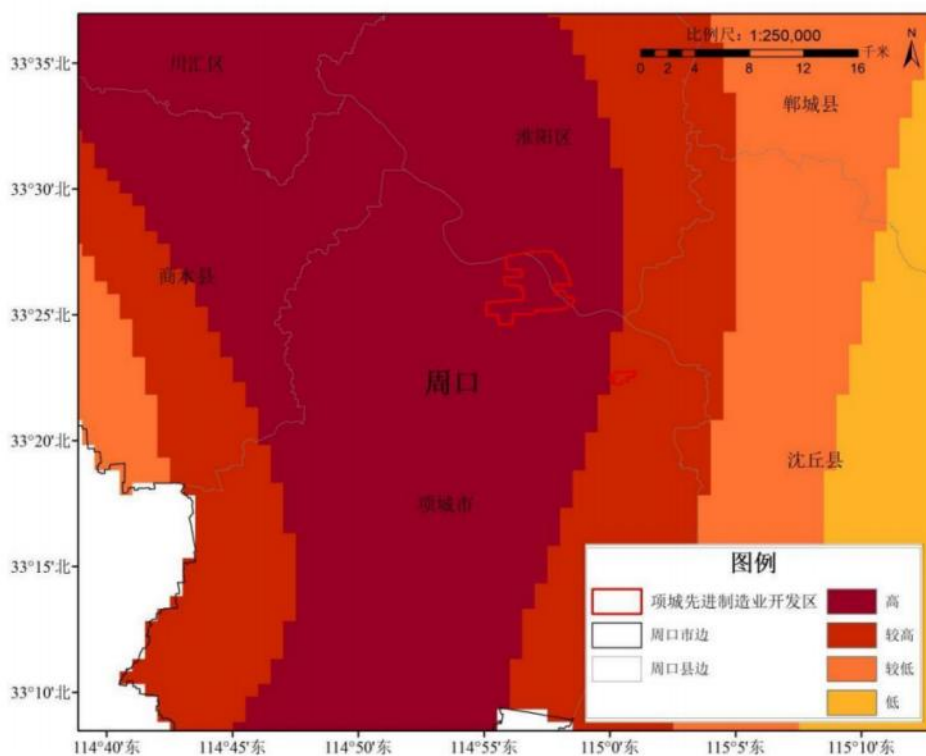 比例尺：1:250,000
千米
N
0 2 4 8 12 16
33°35′北
33°30′北
33°25′北
33°20′北
33°15′北
33°10′北
川汇区
郸城县
淮阳区
商水县
周口
沈丘县
项城市
图例
项城先进制造业开发区
周口市边
周口县边
高
较高
较低
低
114°40′东
114°45′东
114°50′东
114°55′东
115°0′东
115°5′东
115°10′东